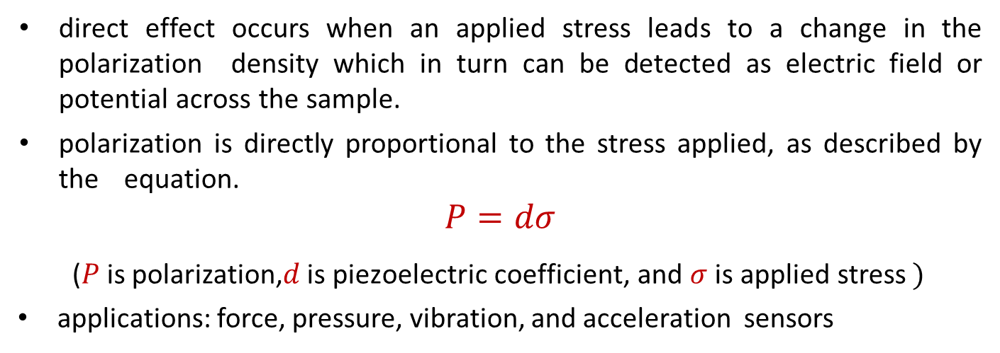 • direct effect occurs when an applied stress leads to a change in the
polarization density which in turn can be detected as electric field or
potential across the sample.
• polarization is directly proportional to the stress applied, as described by
the equation.
P = dσ
(P is polarization,d is piezoelectric coefficient, and σ is applied stress )
• applications: force, pressure, vibration, and acceleration sensors